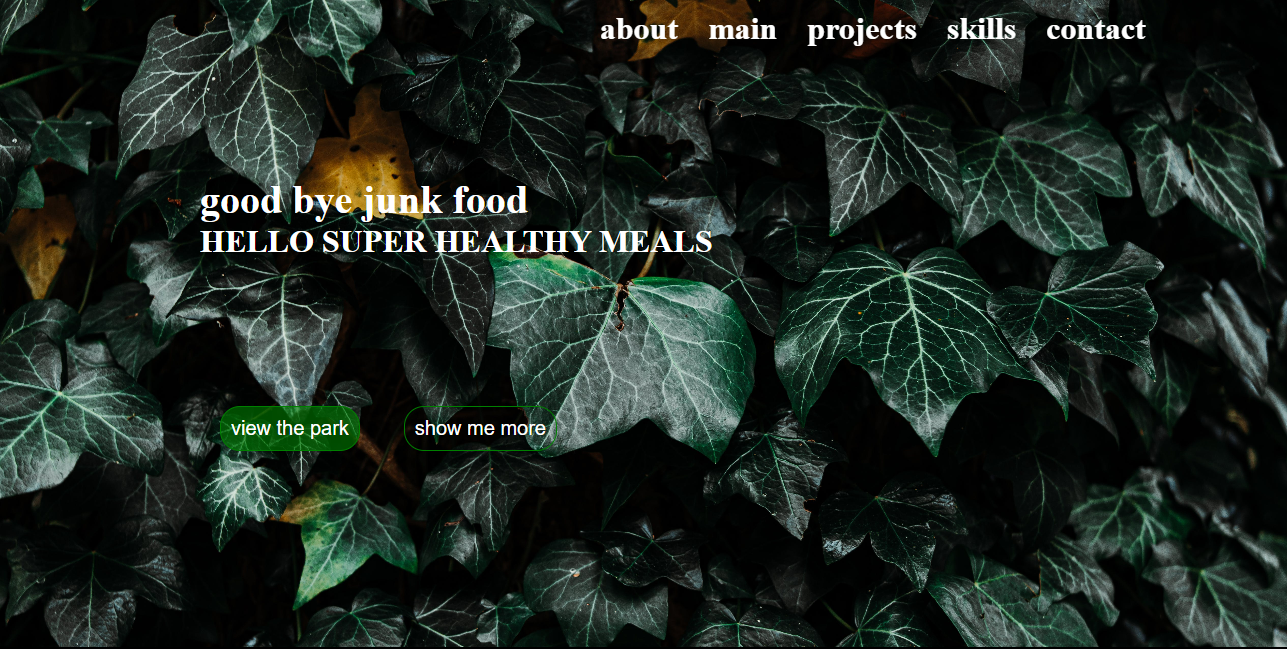 about main projects skills contact
good bye junk food
HELLO SUPER HEALTHY MEALS
view the park show me more